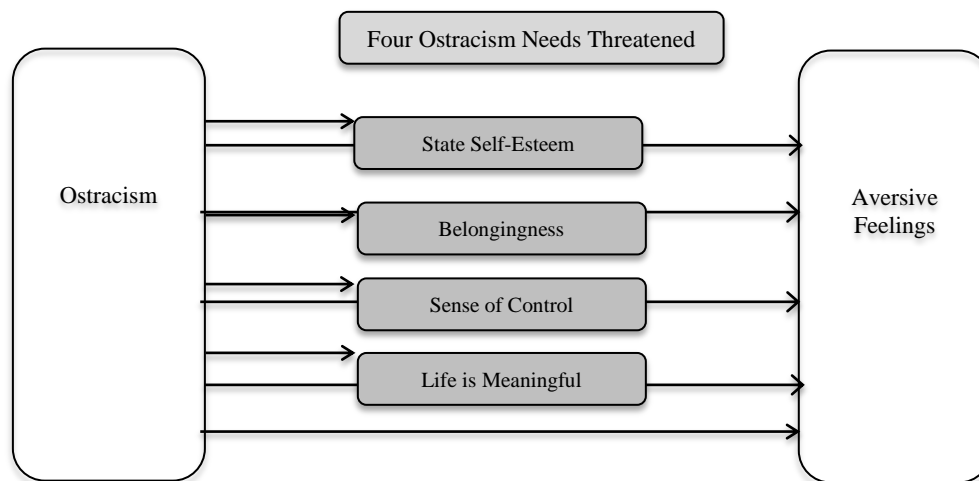 Four Ostracism Needs Threatened
State Self-Esteem
Ostracism
Belongingness
Aversive
Feelings
Sense of Control
Life is Meaningful